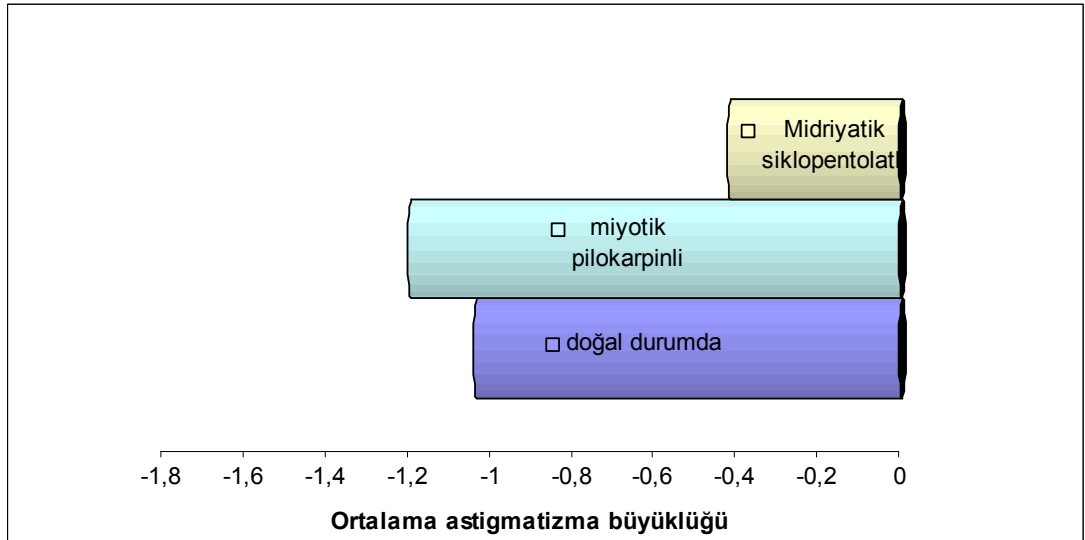 Midriyatik
siklopentolatl
miyotik
pilokarpinli
doğal durumda
-1,8 -1,6 -1,4 -1,2 -1 -0,8 -0,6 -0,4 -0,2 0
Ortalama astigmatizma büyüklüğü